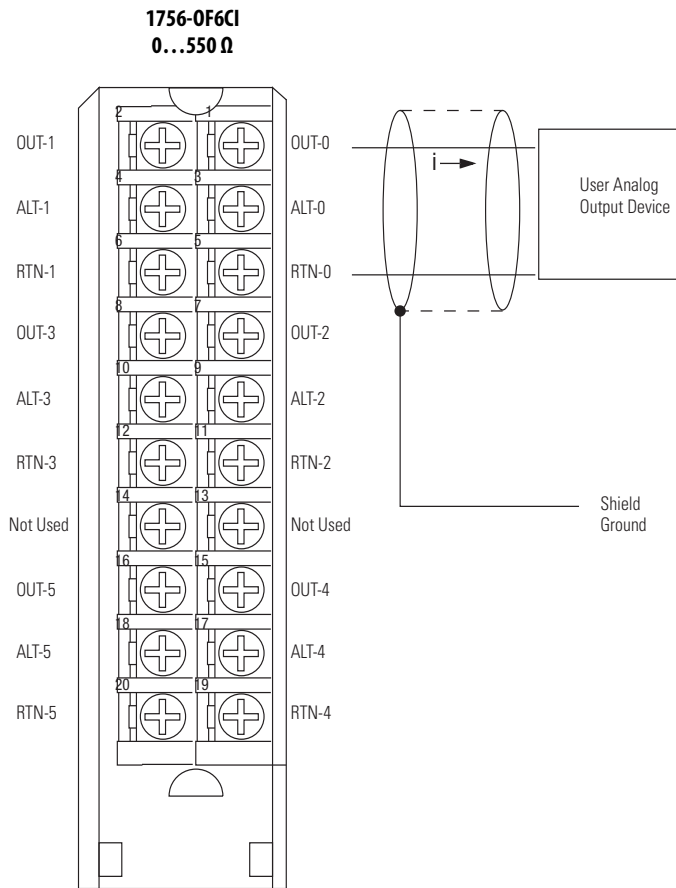 1756-OF6CI
0…550 Ω
2 1
OUT-1 OUT-0
i
User Analog
Output Device
4 3
ALT-1 ALT-0
6 5
RTN-1 RTN-0
8 7
OUT-3 OUT-2
10 9
ALT-3 ALT-2
12 11
RTN-3 RTN-2
14 13
Not Used Not Used
Shield
Ground
16 15
OUT-5 OUT-4
18 17
ALT-5 ALT-4
20 19
RTN-5 RTN-4